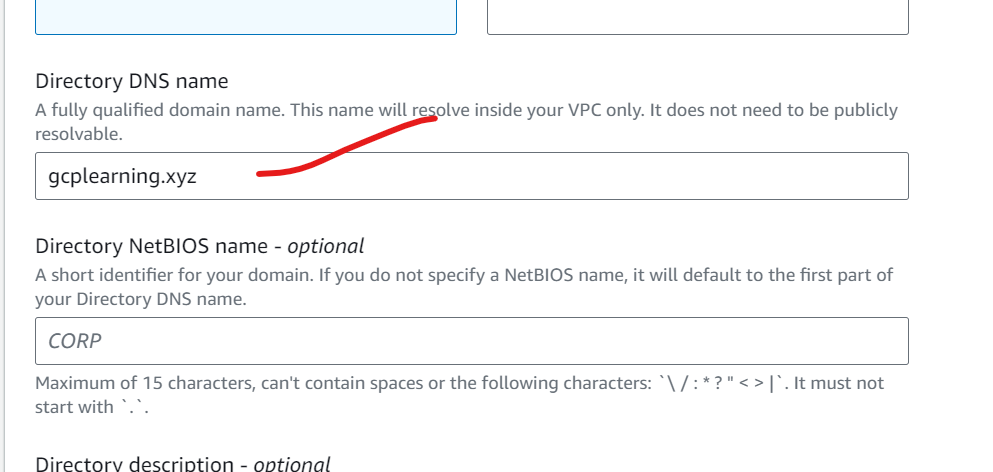 Directory DNS name
A fully qualified domain name. This name will resolve inside your VPC only. It does not need to be publicly
resolvable.
gcplearning.xyz
Directory NetBIOS name - optional
A short identifier for your domain. If you do not specify a NetBIOS name, it will default to the first part of
your Directory DNS name.
CORP
Maximum of 15 characters, can't contain spaces or the following characters: `\ / : * ? " < > |`. It must not
start with `.`.
Directory description - optional